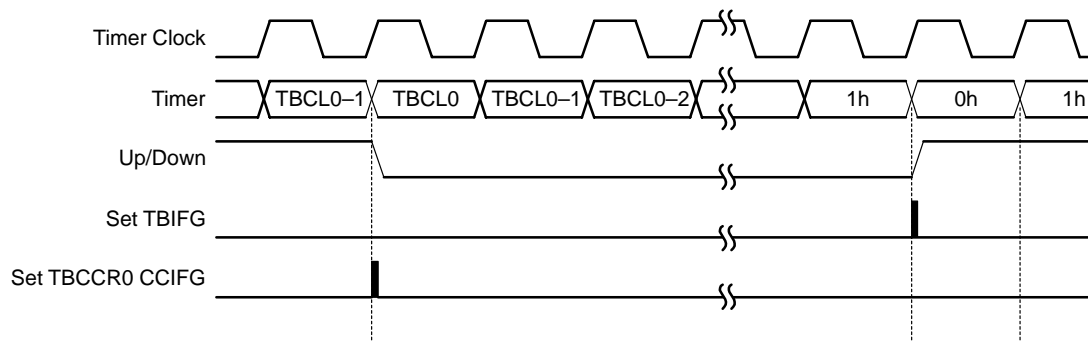 Timer Clock
Timer TBCL0–1 TBCL0 TBCL0–1 TBCL0–2 1h 0h 1h
Up/Down
Set TBIFG
Set TBCCR0 CCIFG